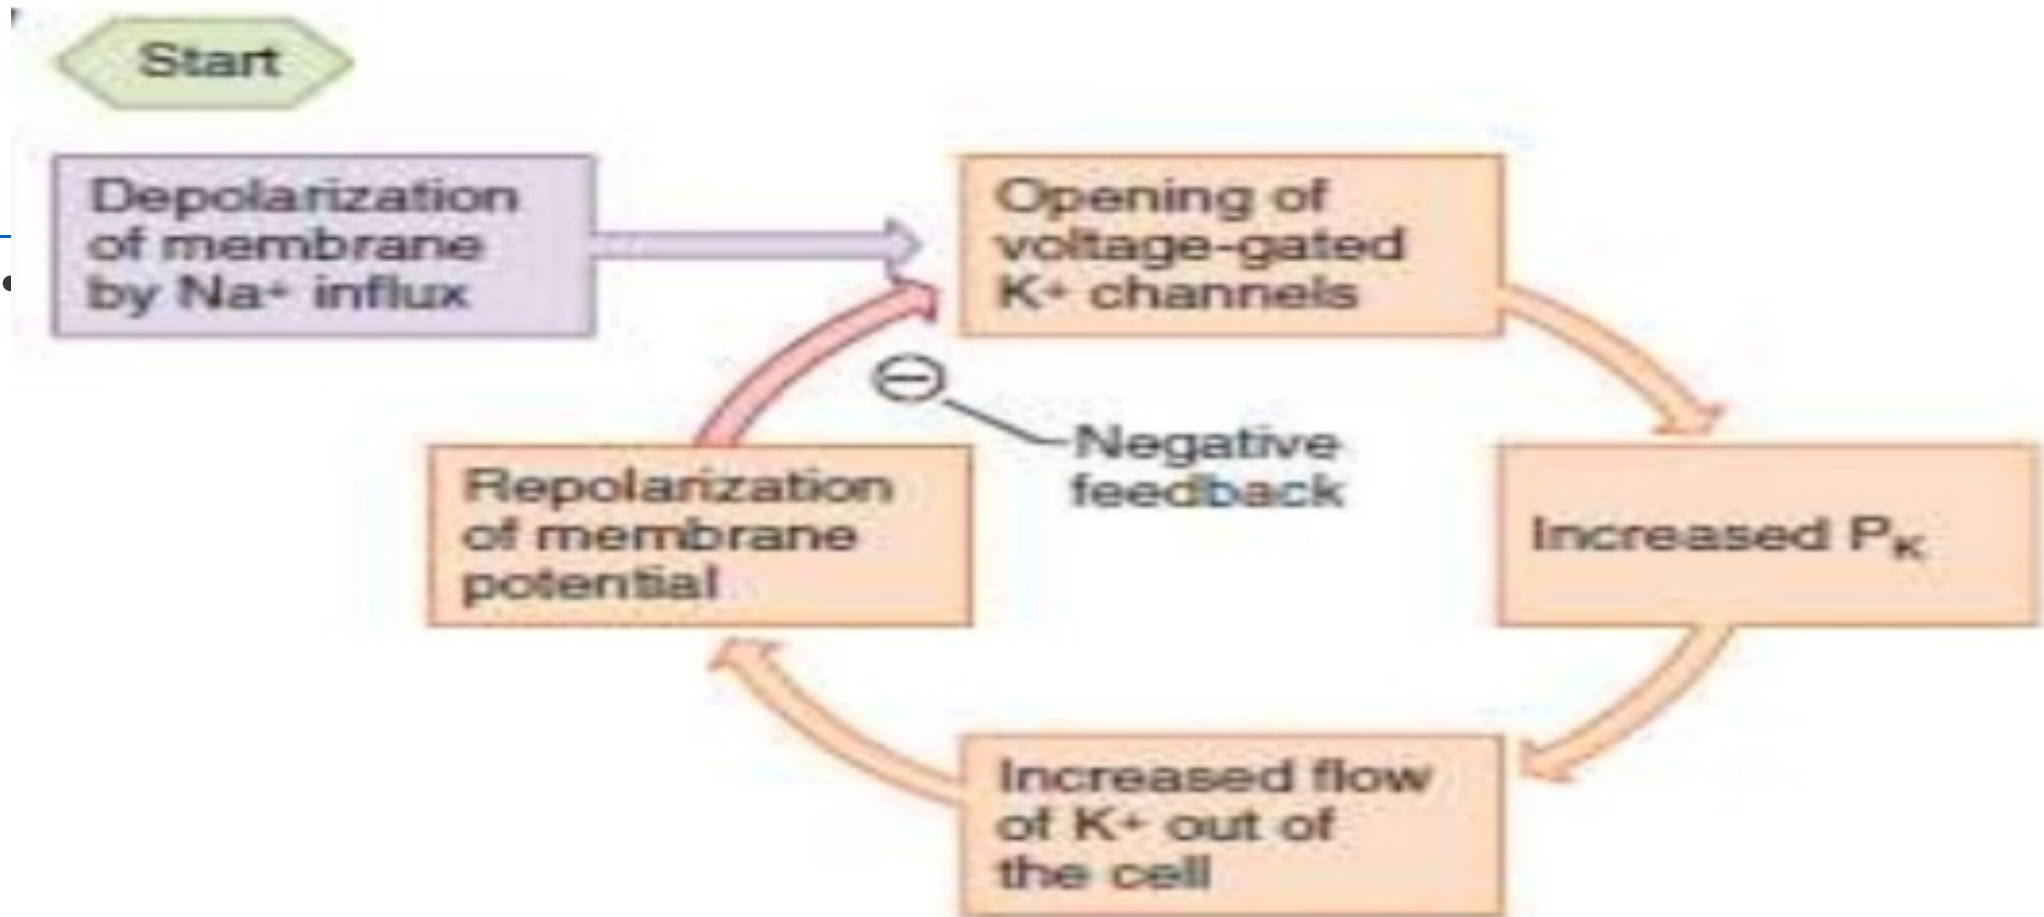 Start
Depolarization
of membrane
by Na+ influx
Opening of
voltage-gated
K+ channels
−
Negative
feedback
Repolarization
of membrane
potential
Increased PK
Increased flow
of K+ out of
the cell